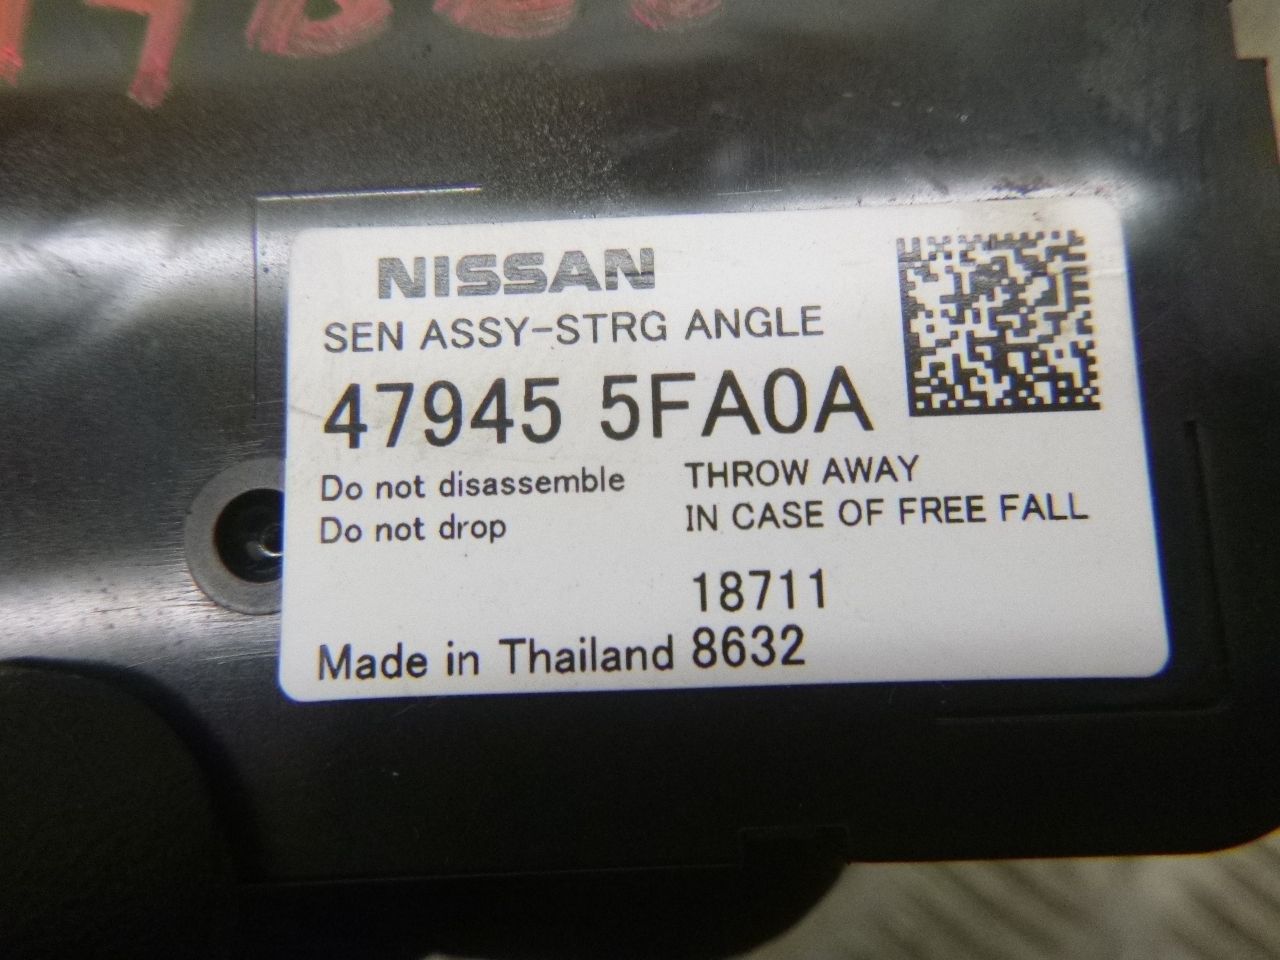 NISSAN
SEN ASSY-STRG ANGLE
47945 5FA0A
Do not disassemble THROW AWAY
Do not drop IN CASE OF FREE FALL
18711
Made in Thailand 8632